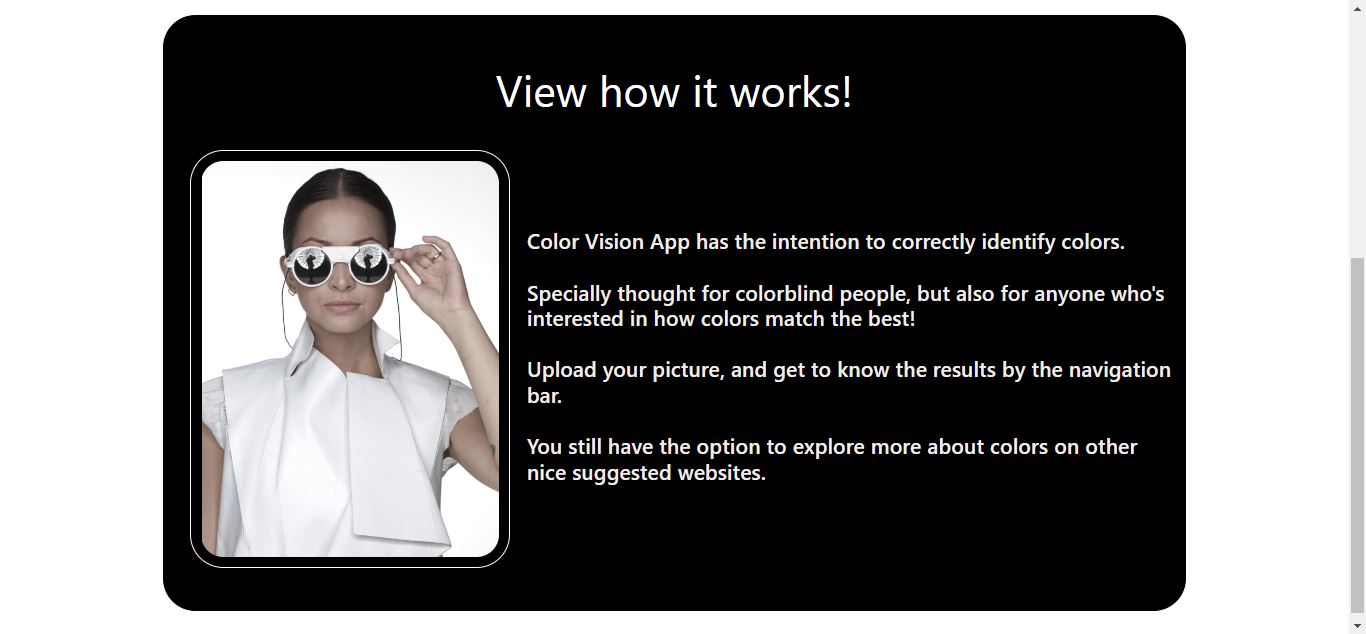 View how it works!
Color Vision App has the intention to correctly identify colors.
Specially thought for colorblind people, but also for anyone who's
interested in how colors match the best!
Upload your picture, and get to know the results by the navigation
bar.
You still have the option to explore more about colors on other
nice suggested websites.